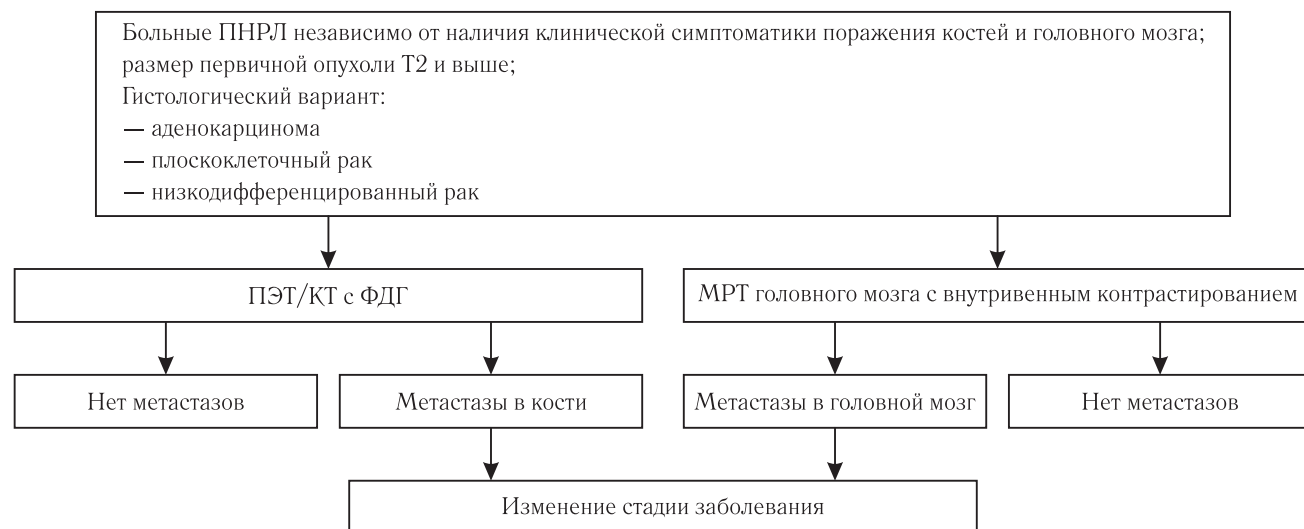 Больные ПНРЛ независимо от наличия клинической симптоматики поражения костей и головного мозга;
размер первичной опухоли T2 и выше;
Гистологический вариант:
— аденокарцинома
— плоскоклеточный рак
— низкодифференцированный рак
ПЭТ/КТ с ФДГ
МРТ головного мозга с внутривенным контрастированием
Нет метастазов
Метастазы в кости
Метастазы в головной мозг
Нет метастазов
Изменение стадии заболевания